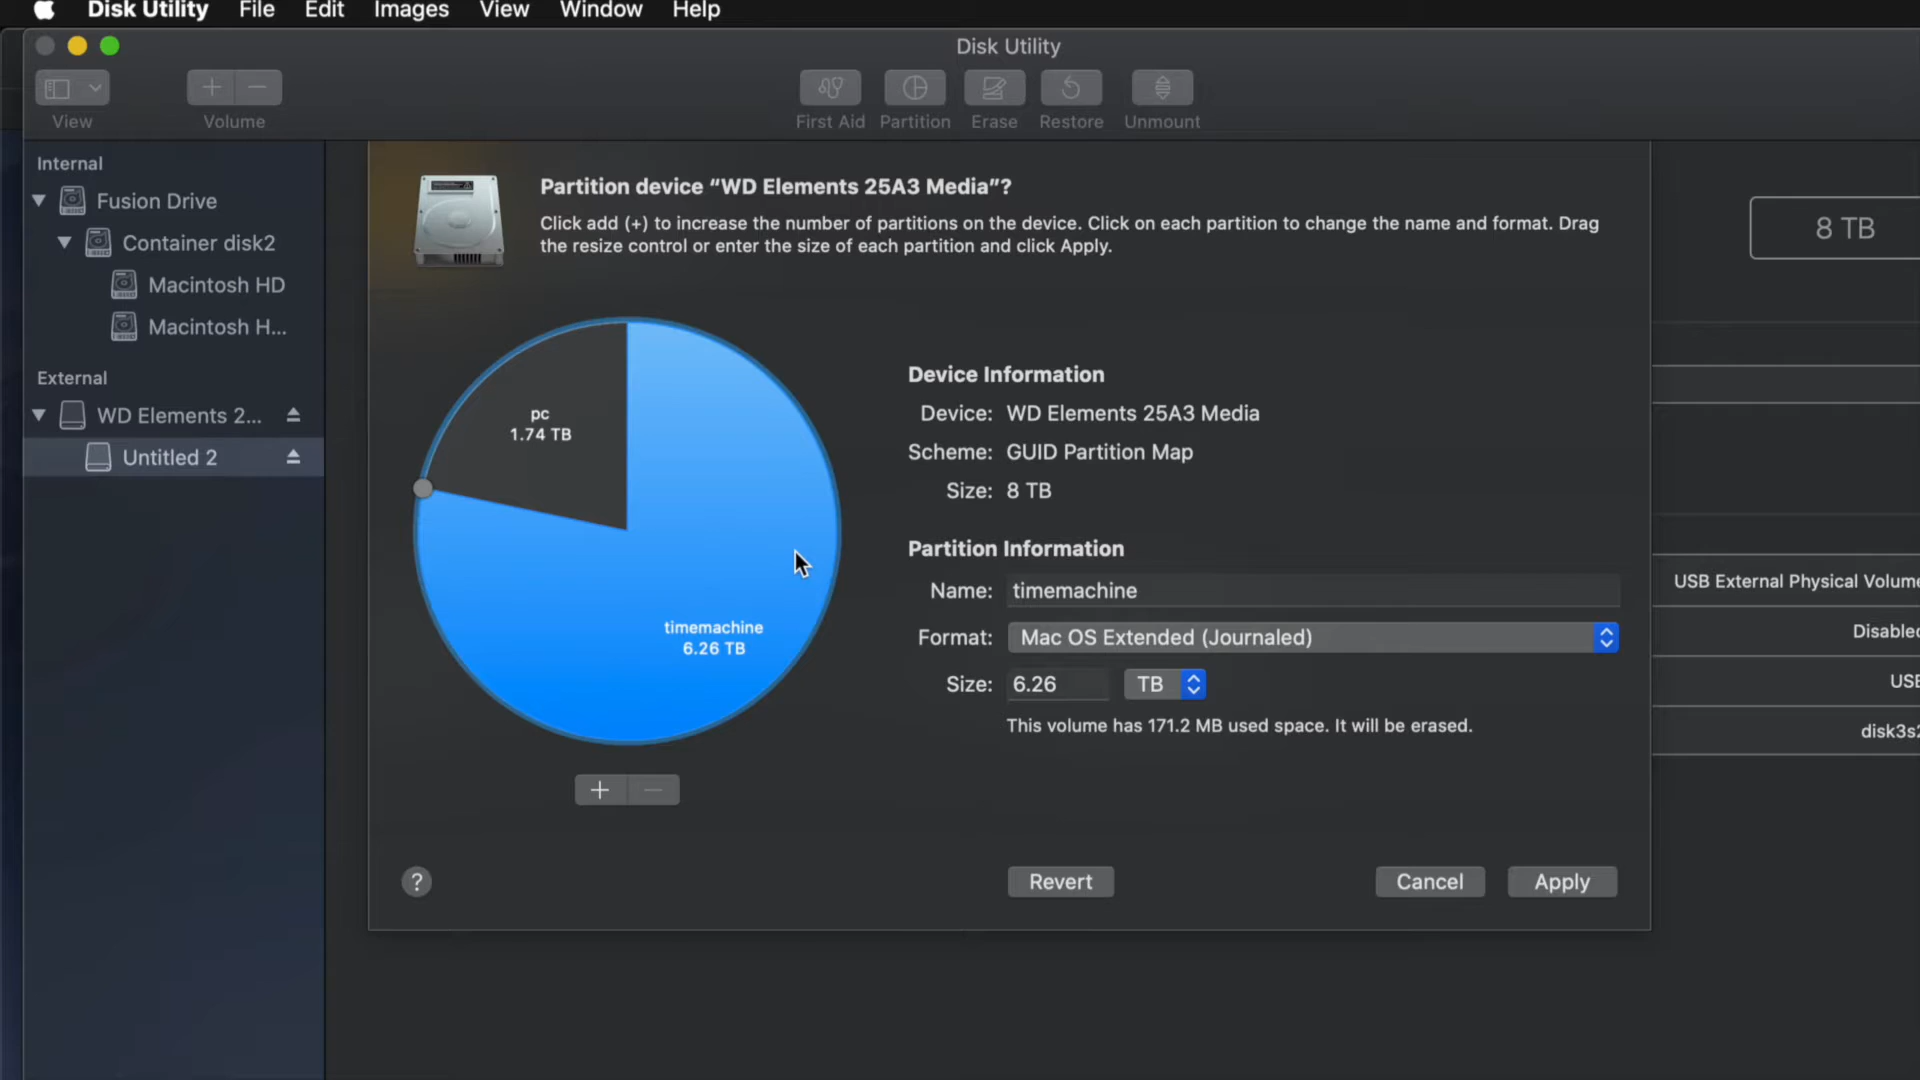 Disk Utility File Edit Images View Window Help
Disk Utility
View Volume First Aid Partition Erase Restore Unmount
Internal
Fusion Drive
Container disk2
Macintosh HD
Macintosh H...
External
WD Elements 2...
Untitled 2
Partition device “WD Elements 25A3 Media”?
Click add (+) to increase the number of partitions on the device. Click on each partition to change the name and format. Drag
the resize control or enter the size of each partition and click Apply.
pc
1.74 TB
timemachine
6.26 TB
Device Information
Device: WD Elements 25A3 Media
Scheme: GUID Partition Map
Size: 8 TB
Partition Information
Name: timemachine
Format: Mac OS Extended (Journaled)
Size: 6.26 TB
This volume has 171.2 MB used space. It will be erased.
?
Revert Cancel Apply
8 TB
USB External Physical Volume
Disabled
USB
disk3s2